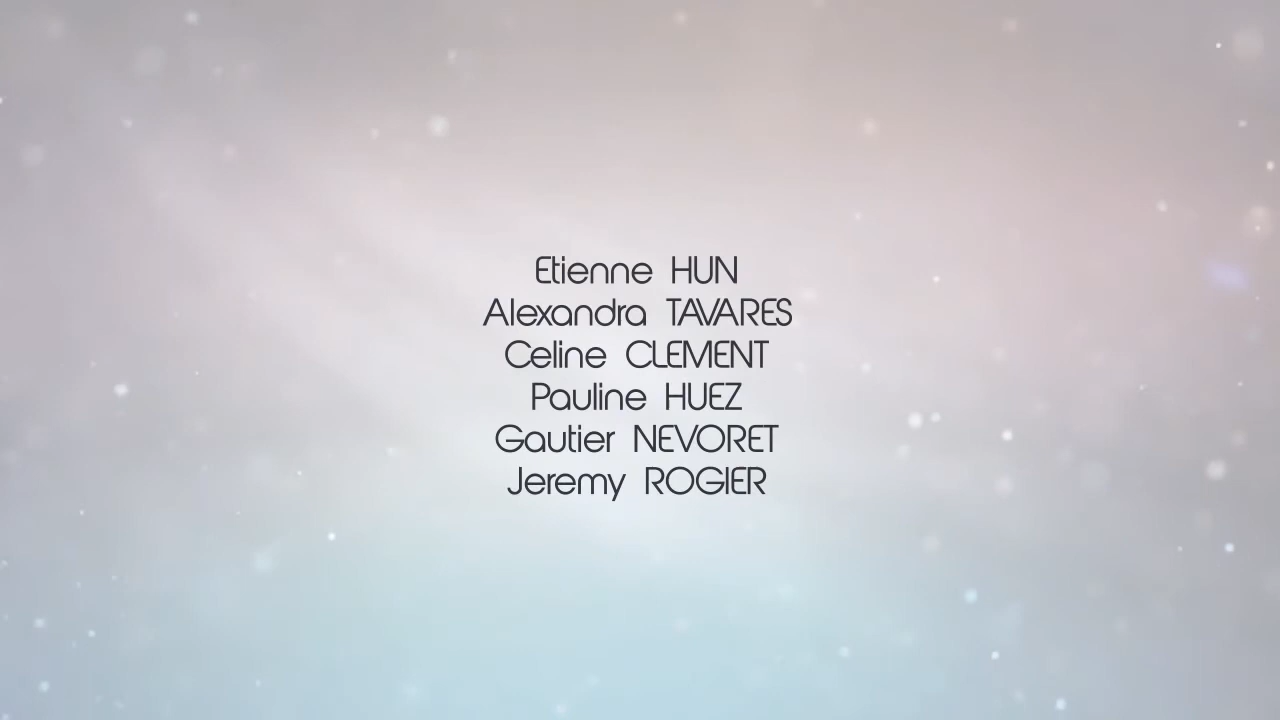 Etienne HUN
Alexandra TAVARES
Celine CLEMENT
Pauline HUEZ
Gautier NEVORET
Jeremy ROGIER